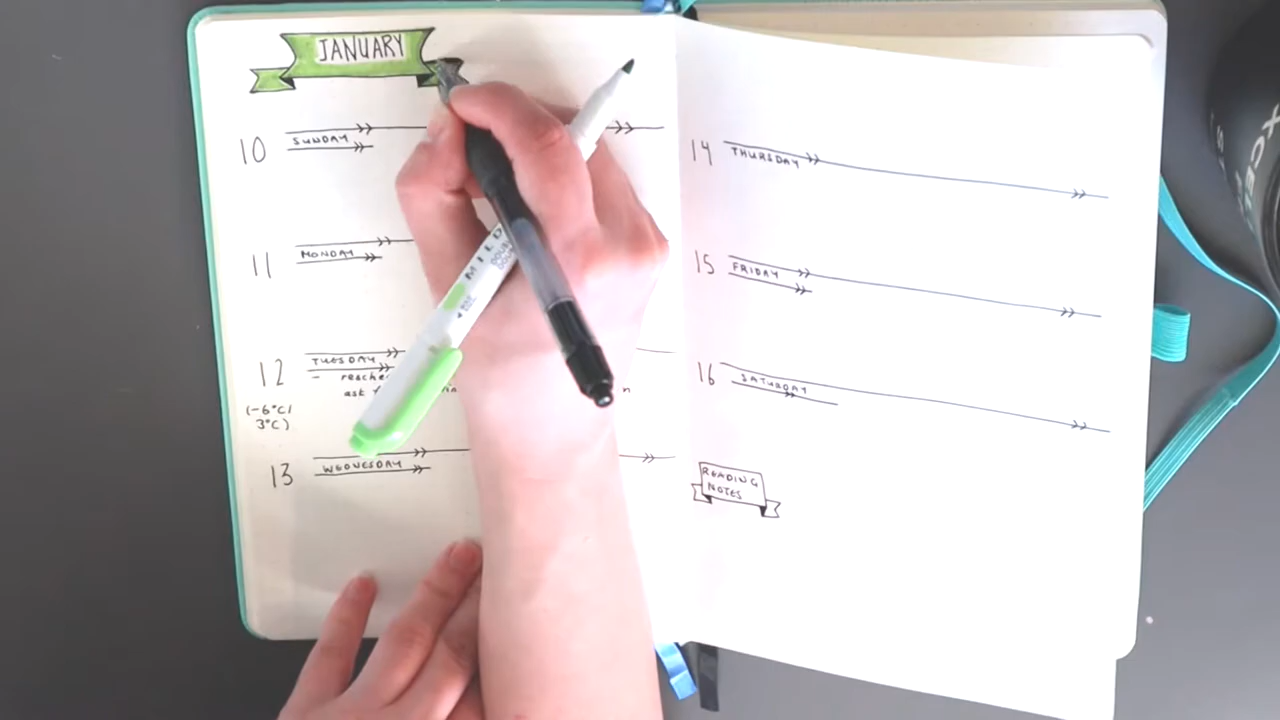 JANUARY
10 SUNDAY
11 MONDAY
12 TUESDAY
ask
(-6°C/
3°C)
13 WEDNESDAY
14 THURSDAY
15 FRIDAY
16 SATURDAY
READING
NOTES
MILD